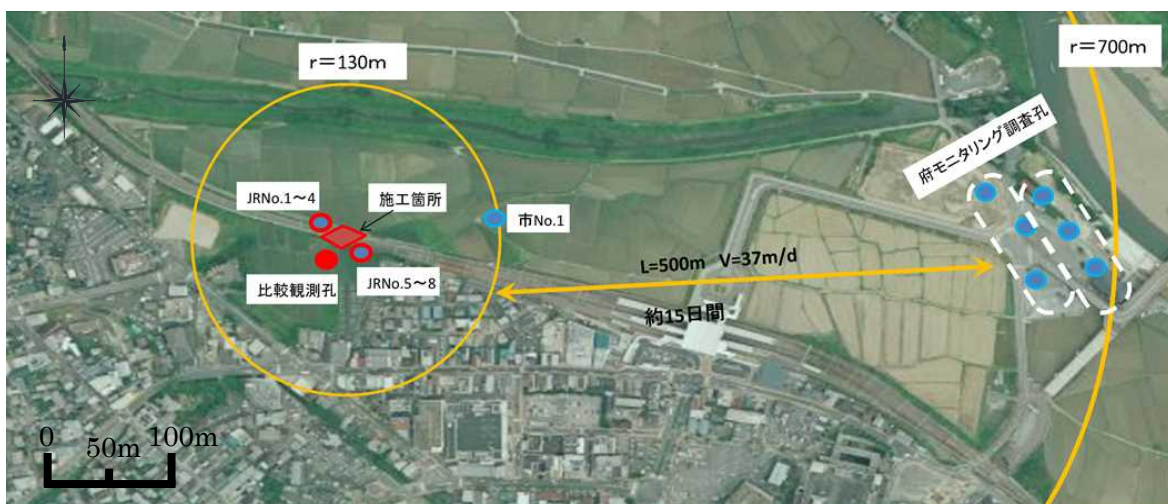 r=130m
r=700m
府モニタリング調査孔
JRNo.1~4
施工箇所
市No.1
比較観測孔
JRNo.5~8
L=500m V=37m/d
約15日間
0 50m 100m